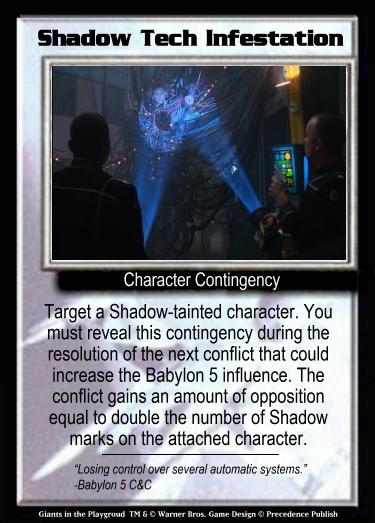 Shadow Tech Infestation
Character Contingency
Target a Shadow-tainted character. You
must reveal this contingency during the
resolution of the next conflict that could
increase the Babylon 5 influence. The
conflict gains an amount of opposition
equal to double the number of Shadow
marks on the attached character.
“Losing control over several automatic systems.”
-Babylon 5 C&C
Giants in the Playgroud TM & © Warner Bros. Game Design © Precedence Publish